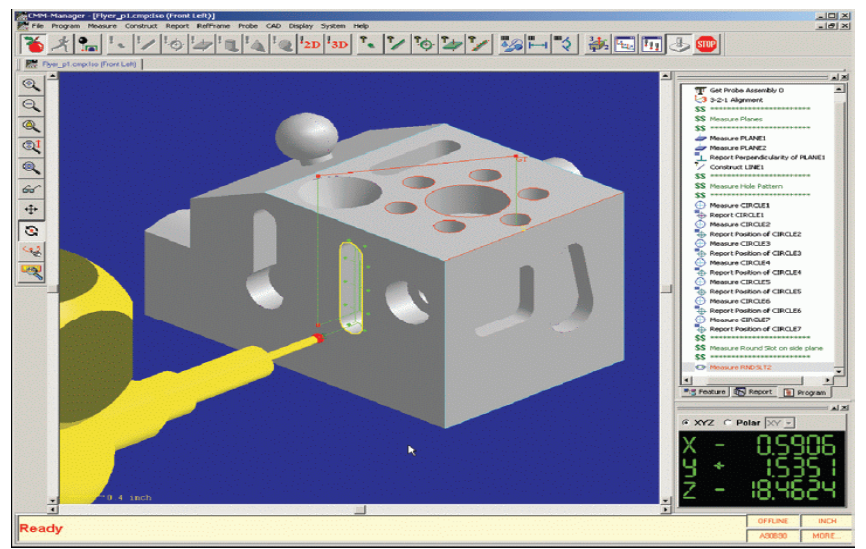 CMM-Manager - [Flyer_p1.cmp:Iso (Front Left)]
File Program Measure Construct Report RefFrame Probe CAD Display System Help
2D 3D STOP
Flyer_p1.cmp:Iso (Front Left)
Get Probe Assembly 0
3-2-1 Alignment
$$ **************************
$$ Measure Planes
$$ **************************
Measure PLANE1
Measure PLANE2
Report Perpendicularity of PLANE1
Construct LINE1
$$ **************************
$$ Measure Hole Pattern
$$ **************************
Measure CIRCLE1
Report CIRCLE1
Measure CIRCLE2
Report Position of CIRCLE2
Measure CIRCLE3
Report Position of CIRCLE3
Measure CIRCLE4
Report Position of CIRCLE4
Measure CIRCLE5
Report Position of CIRCLE5
Measure CIRCLE6
Report Position of CIRCLE6
Measure CIRCLE7
Report Position of CIRCLE7
$$ **************************
$$ Measure Round Slot on side plane
$$ **************************
Measure RNDSLT2
Feature Report Program
XYZ Polar XY
X - 0.5906
Y + 1.5351
Z - 18.4624
0.4 inch
Ready
OFFLINE INCH
A90B90 MORE...